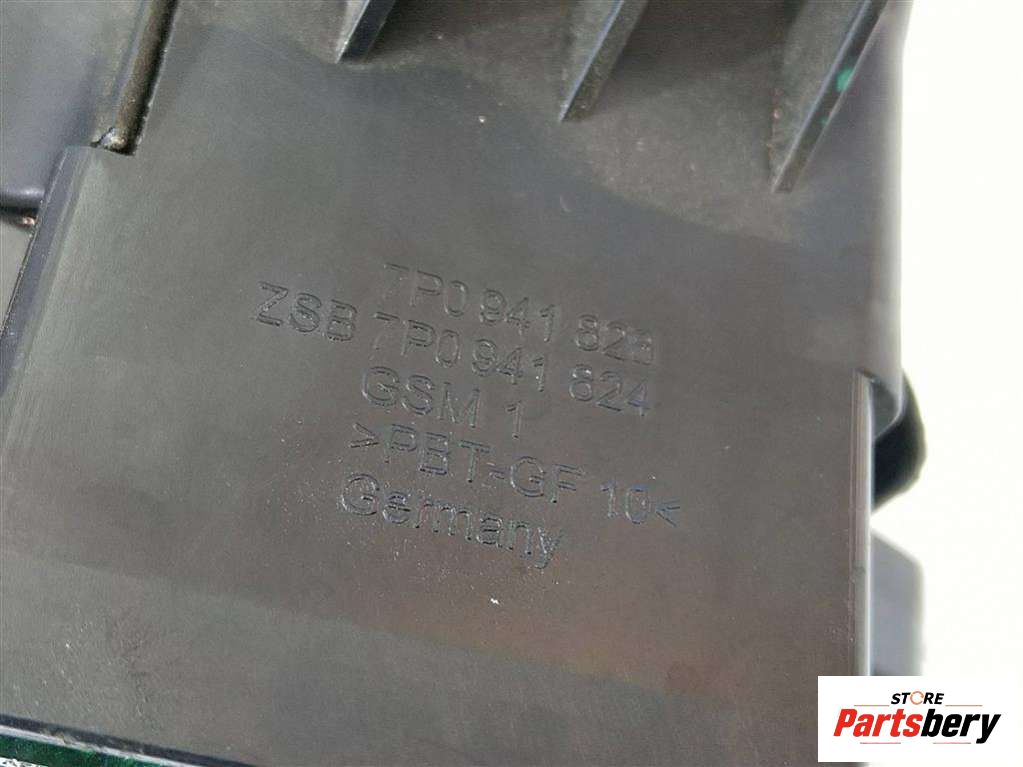 7P0 941 823
ZSB 7P0 941 824
GSM 1
>PBT-GF 10<
Germany
STORE
Partsbery